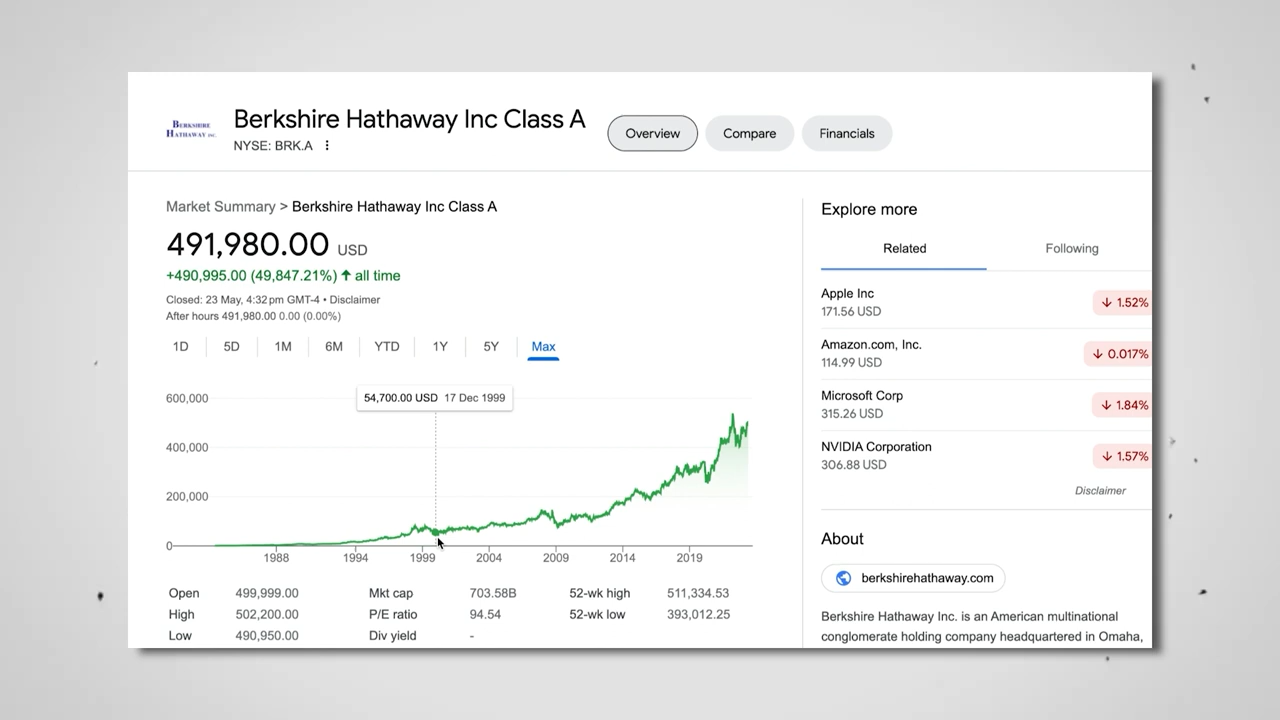 BERKSHIRE
HATHAWAY INC.
Berkshire Hathaway Inc Class A
NYSE: BRK.A
Overview
Compare
Financials
Market Summary > Berkshire Hathaway Inc Class A
491,980.00 USD
+490,995.00 (49,847.21%) ↑ all time
Closed: 23 May, 4:32 pm GMT-4 • Disclaimer
After hours 491,980.00 0.00 (0.00%)
1D 5D 1M 6M YTD 1Y 5Y Max
54,700.00 USD 17 Dec 1999
600,000
400,000
200,000
0
1988 1994 1999 2004 2009 2014 2019
Open 499,999.00 Mkt cap 703.58B 52-wk high 511,334.53
High 502,200.00 P/E ratio 94.54 52-wk low 393,012.25
Low 490,950.00 Div yield -
Explore more
Related Following
Apple Inc
171.56 USD
↓ 1.52%
Amazon.com, Inc.
114.99 USD
↓ 0.017%
Microsoft Corp
315.26 USD
↓ 1.84%
NVIDIA Corporation
306.88 USD
↓ 1.57%
Disclaimer
About
berkshirehathaway.com
Berkshire Hathaway Inc. is an American multinational
conglomerate holding company headquartered in Omaha,